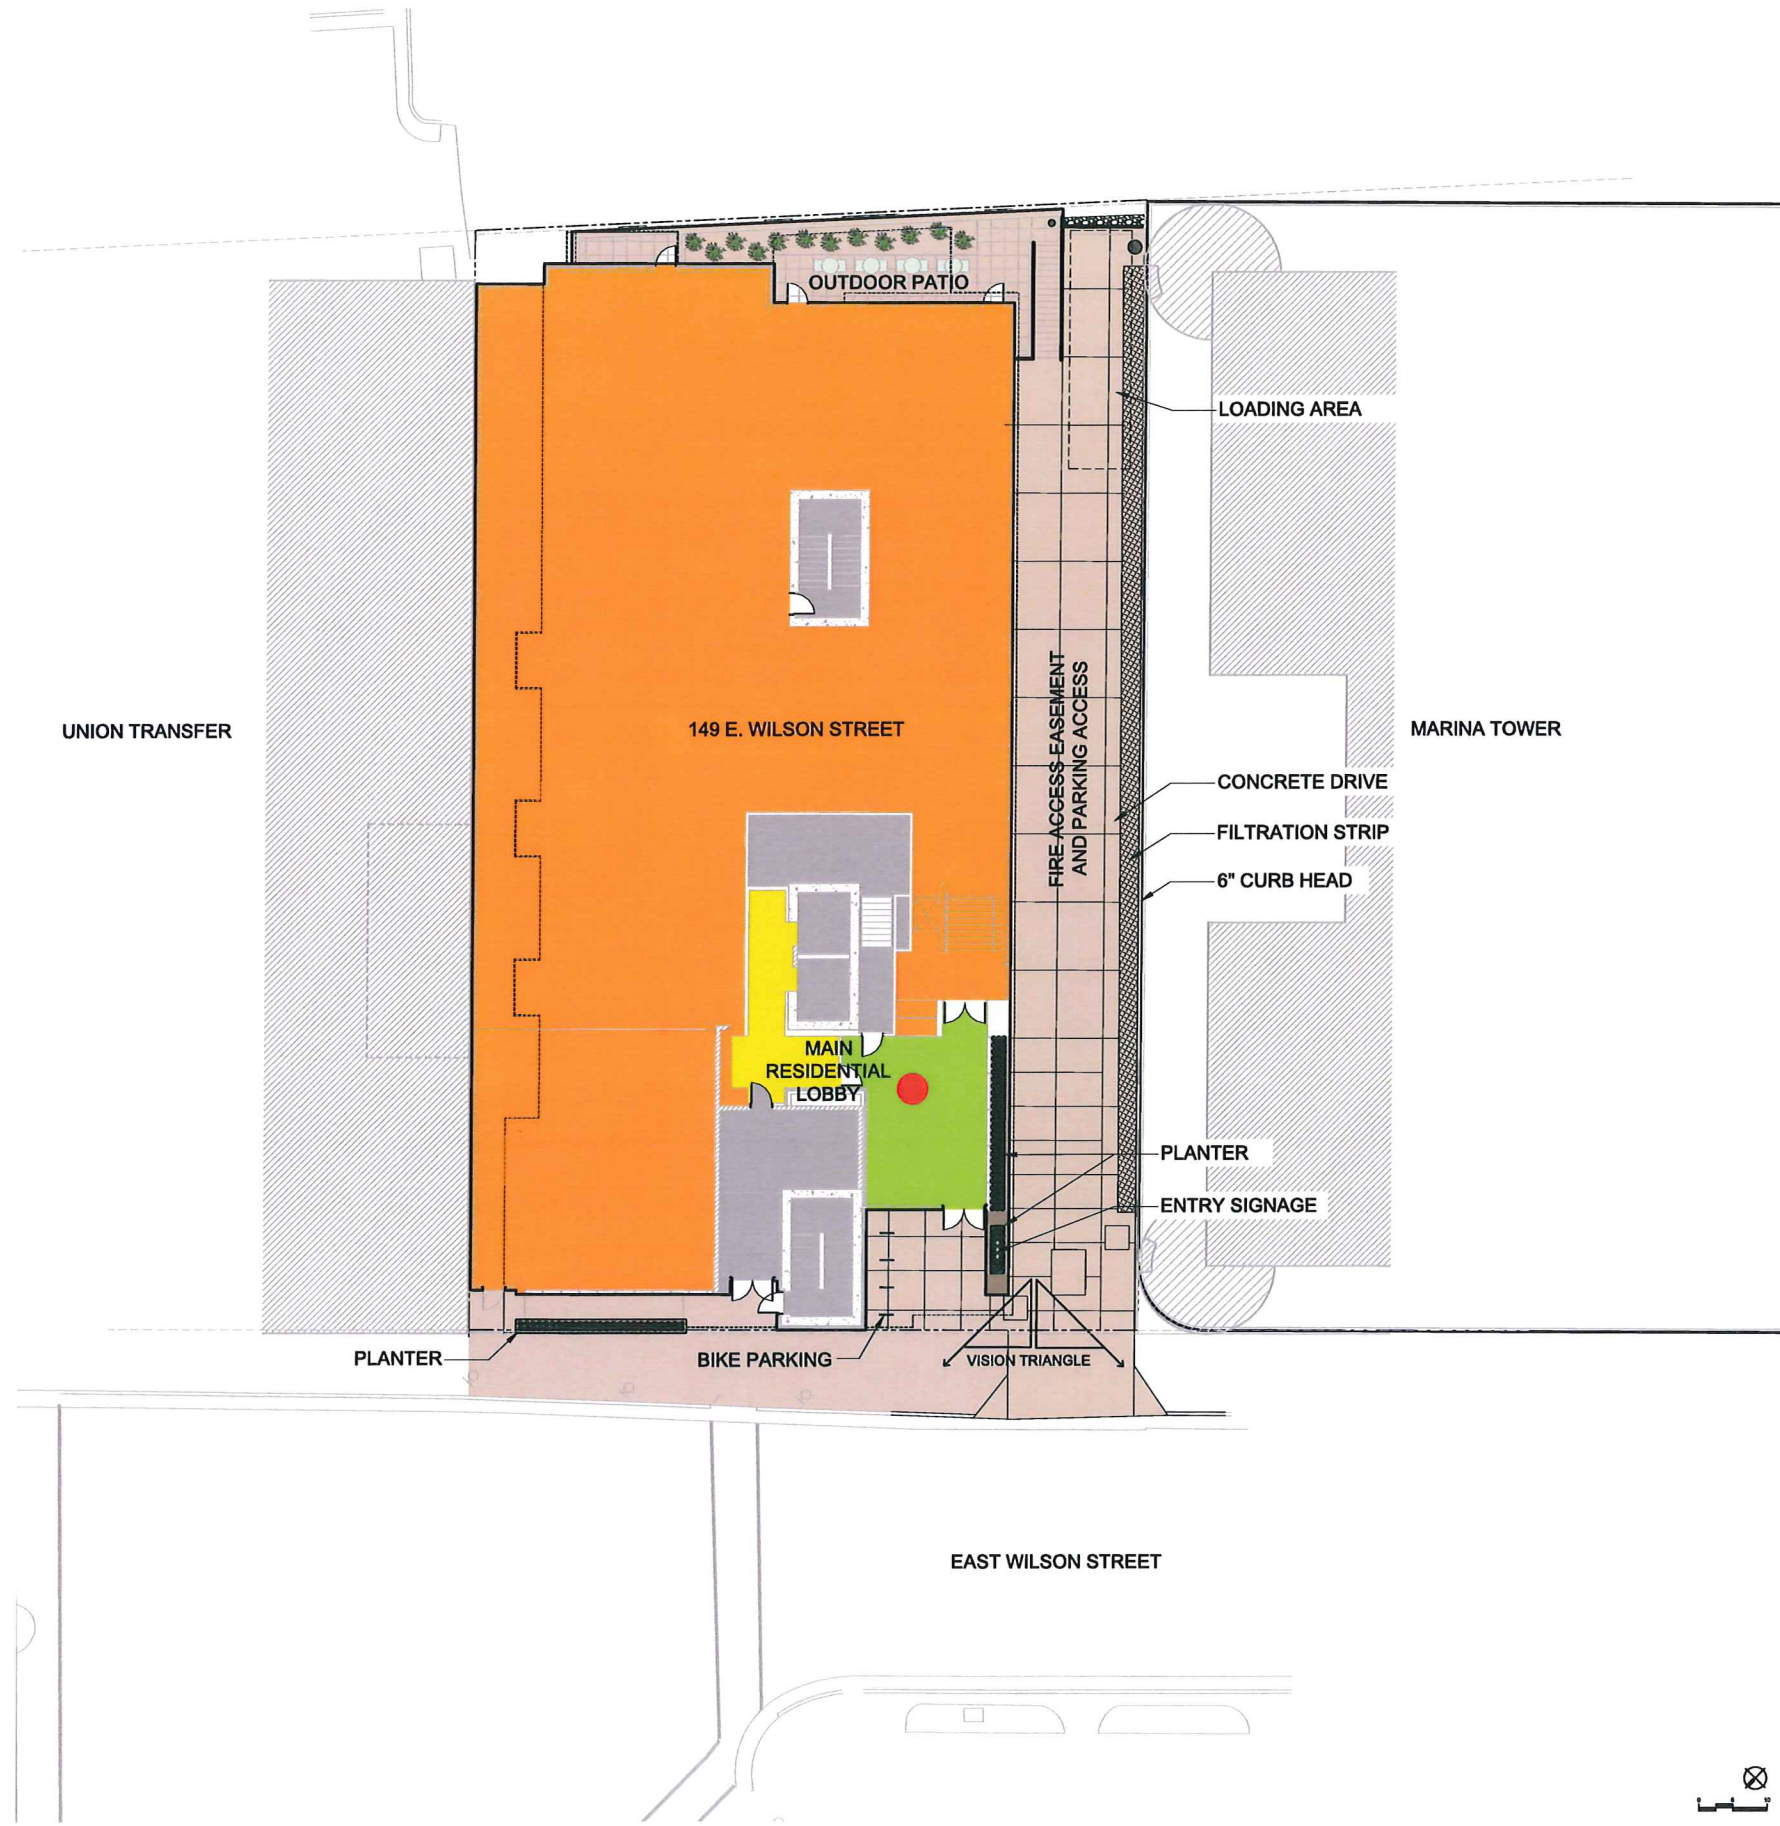 OUTDOOR PATIO
LOADING AREA
UNION TRANSFER
149 E. WILSON STREET
FIRE ACCESS EASEMENT
AND PARKING ACCESS
MARINA TOWER
CONCRETE DRIVE
FILTRATION STRIP
6" CURB HEAD
MAIN
RESIDENTIAL
LOBBY
PLANTER
ENTRY SIGNAGE
PLANTER
BIKE PARKING
VISION TRIANGLE
EAST WILSON STREET